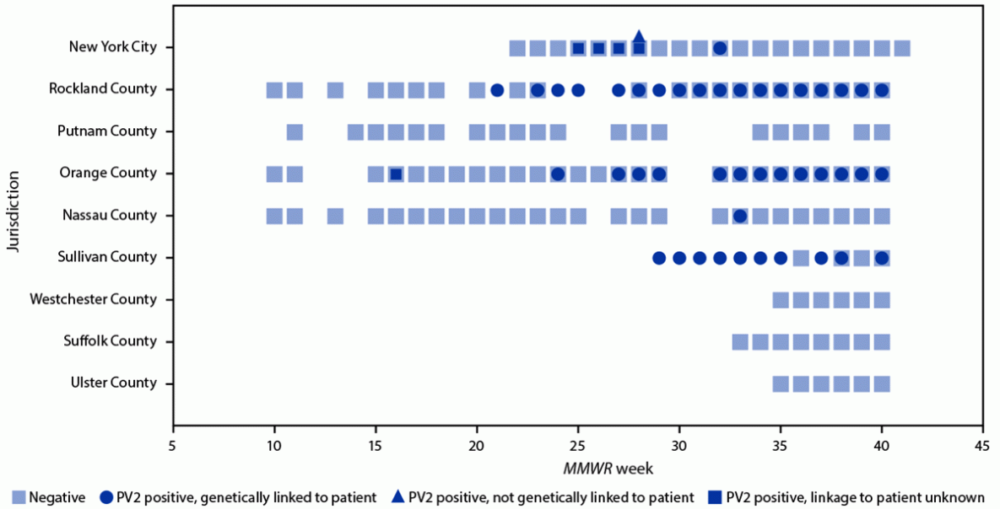 Jurisdiction
New York City
Rockland County
Putnam County
Orange County
Nassau County
Sullivan County
Westchester County
Suffolk County
Ulster County
5 10 15 20 25 30 35 40 45
MMWR week
Negative PV2 positive, genetically linked to patient PV2 positive, not genetically linked to patient PV2 positive, linkage to patient unknown